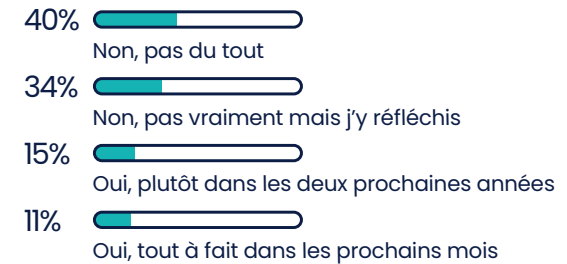 40%
Non, pas du tout
34%
Non, pas vraiment mais j’y réfléchis
15%
Oui, plutôt dans les deux prochaines années
11%
Oui, tout à fait dans les prochains mois